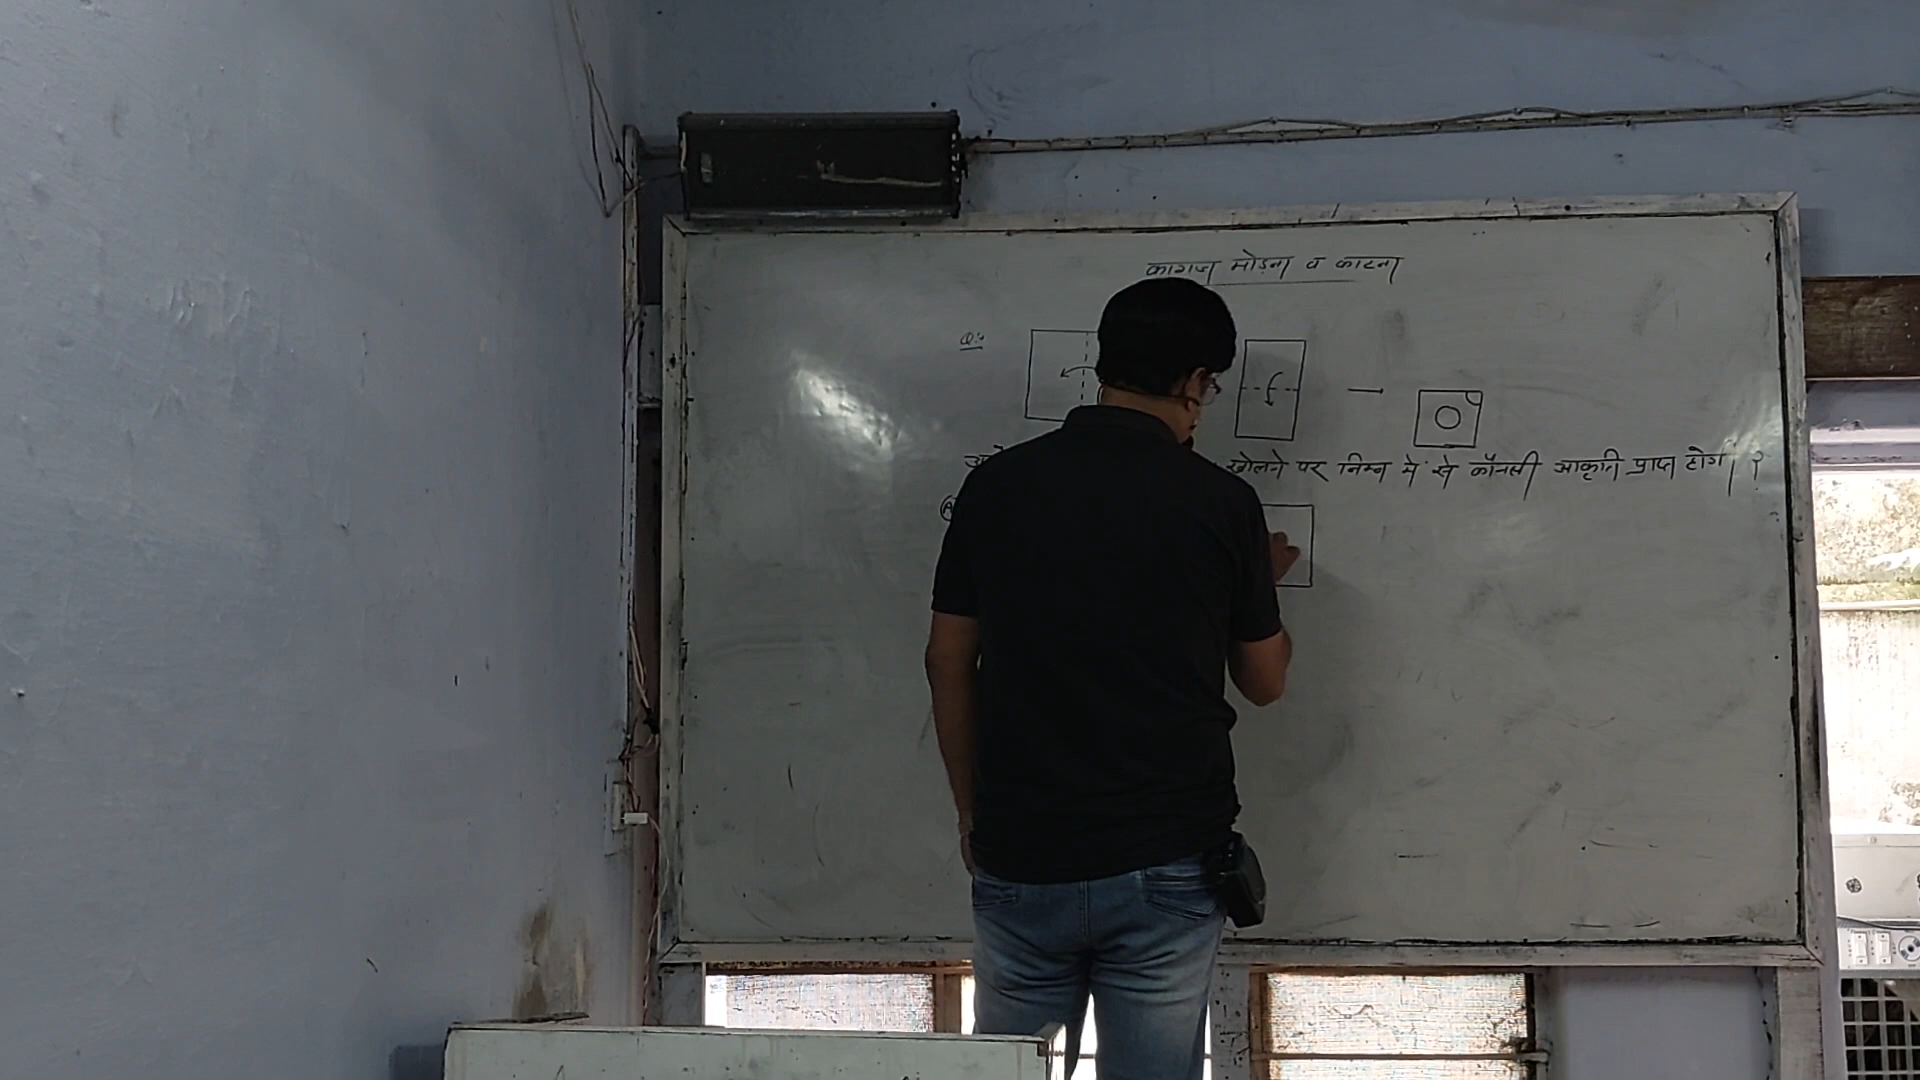 कागज मोड़ना व काटना
Q:-
खोलने पर निम्न में से कौनसी आकृति प्राप्त होगी ?
A